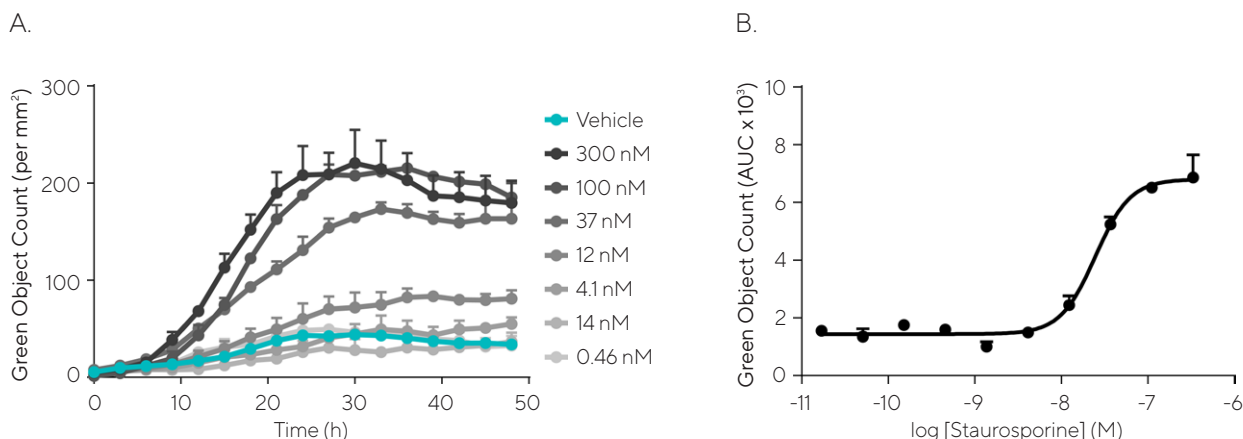 A.
Green Object Count (per mm²)
300
200
100
0
0 10 20 30 40 50
Time (h)
Vehicle
300 nM
100 nM
37 nM
12 nM
4.1 nM
14 nM
0.46 nM
B.
Green Object Count (AUC x 10³)
10
8
6
4
2
0
-11 -10 -9 -8 -7 -6
log [Staurosporine] (M)